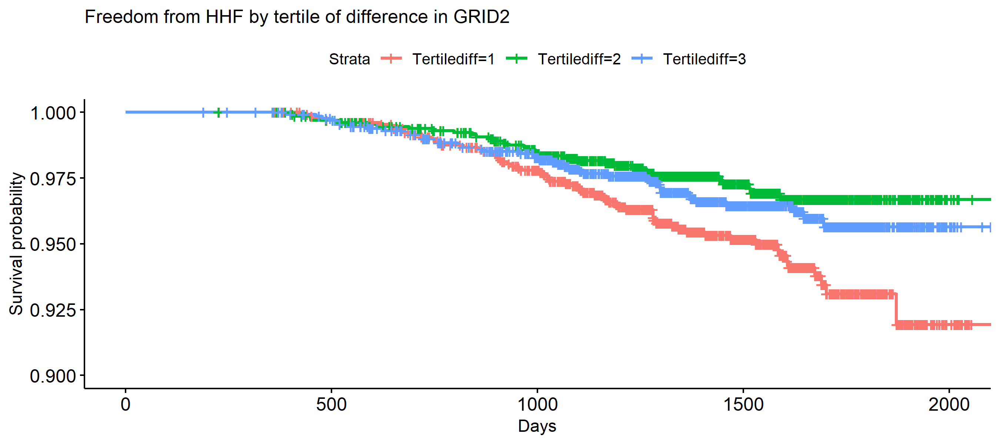 Freedom from HHF by tertile of difference in GRID2
Strata Tertilediff=1 Tertilediff=2 Tertilediff=3
Survival probability
1.000
0.975
0.950
0.925
0.900
0 500 1000 1500 2000
Days